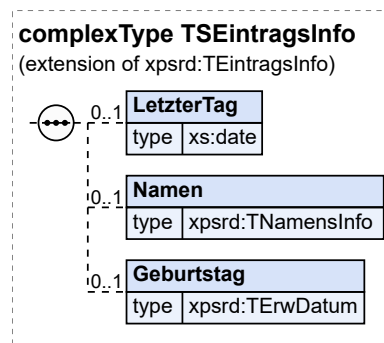 complexType TSEintragsInfo
(extension of xpsrd:TEintragsInfo)
0..1 LetzterTag
type xs:date
0..1 Namen
type xpsrd:TNamensInfo
0..1 Geburtstag
type xpsrd:TErwDatum